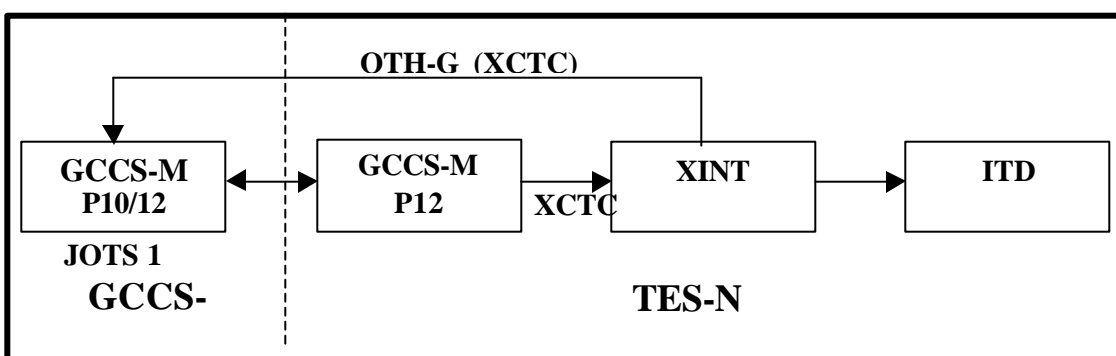 OTH-G (XCTC)
GCCS-M
P10/12
GCCS-M
P12
XCTC
XINT
ITD
JOTS 1
GCCS-
TES-N